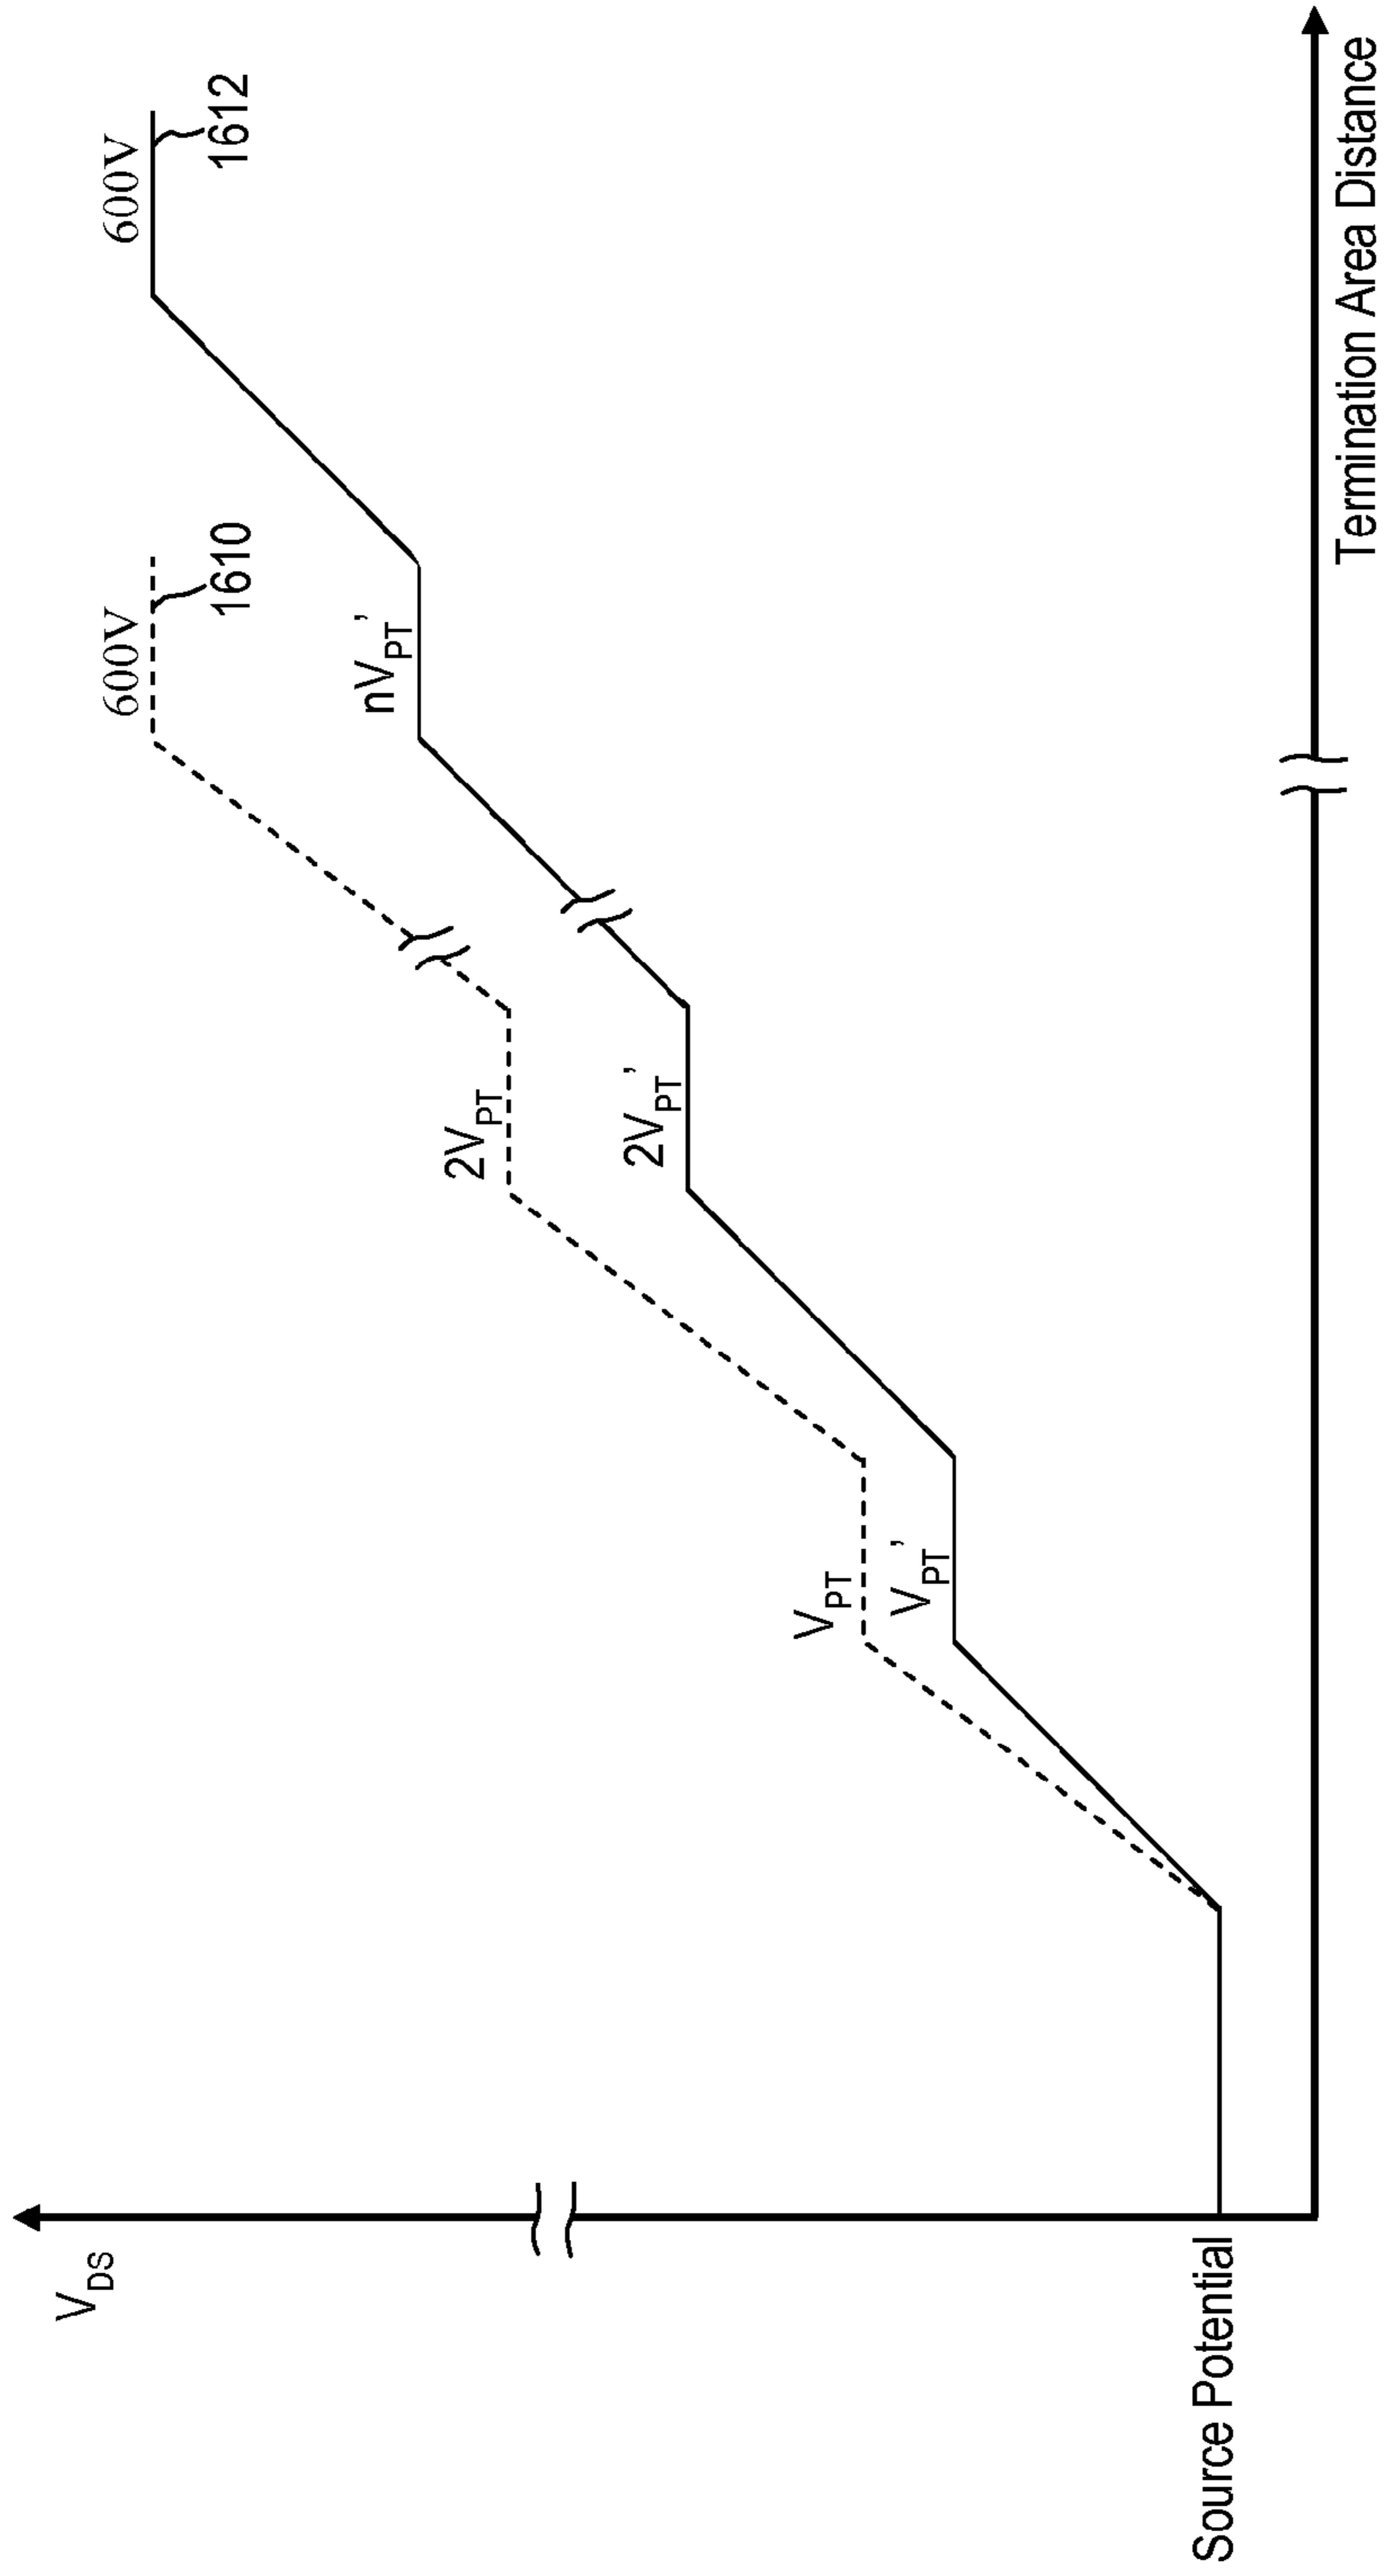 V_DS
600V
1610
600V
1612
nV_PT'
2V_PT
2V_PT'
V_PT
V_PT'
Source Potential
Termination Area Distance